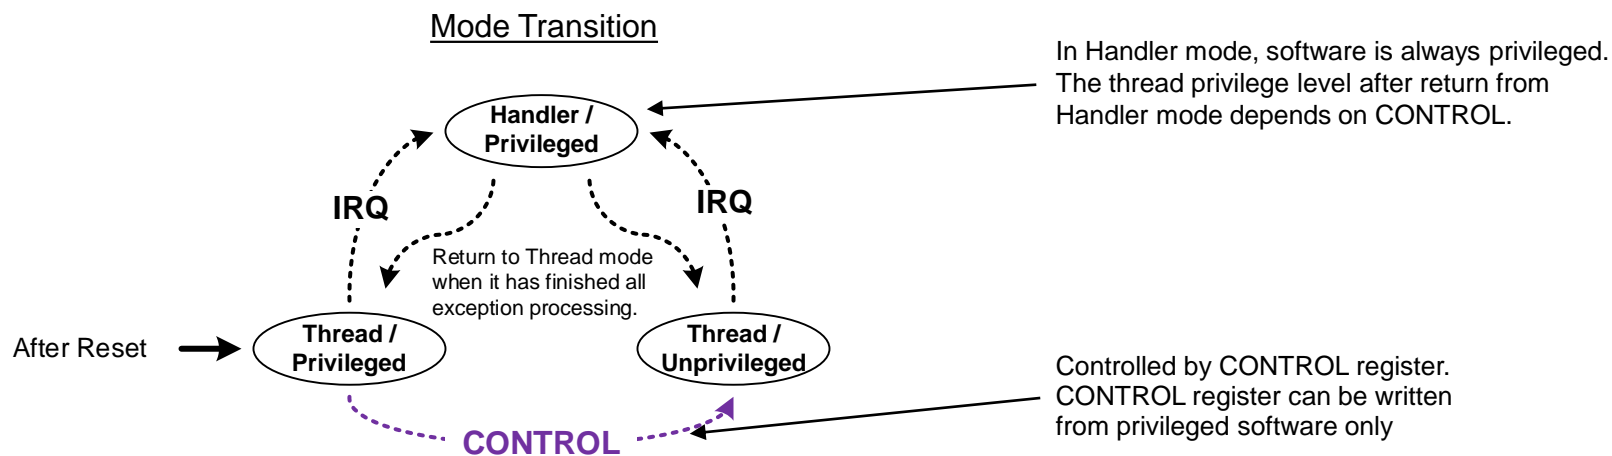 Mode Transition
In Handler mode, software is always privileged.
The thread privilege level after return from
Handler mode depends on CONTROL.
Handler /
Privileged
IRQ
IRQ
Return to Thread mode
when it has finished all
exception processing.
After Reset
Thread /
Privileged
Thread /
Unprivileged
Controlled by CONTROL register.
CONTROL register can be written
from privileged software only
CONTROL